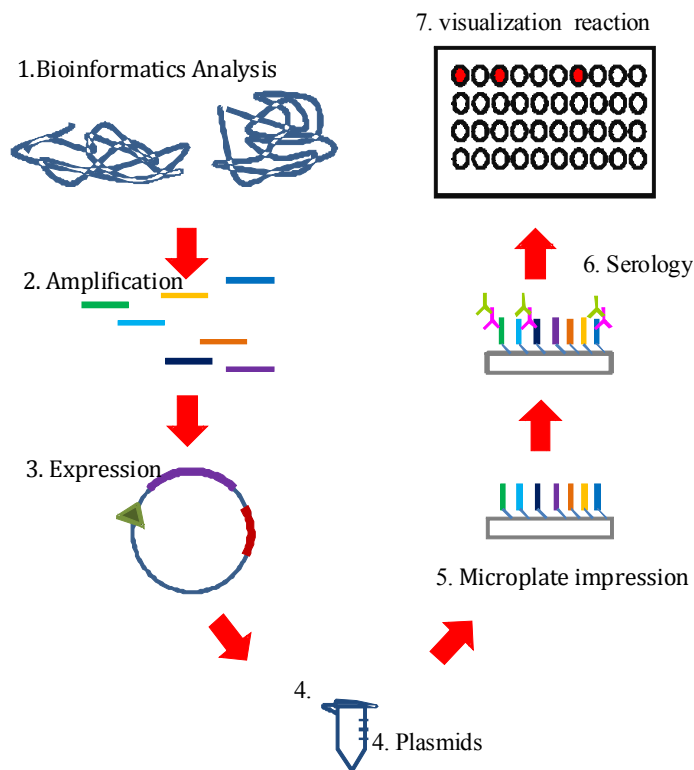 1.Bioinformatics Analysis
2. Amplification
3. Expression
4.
4. Plasmids
5. Microplate impression
6. Serology
7. visualization reaction